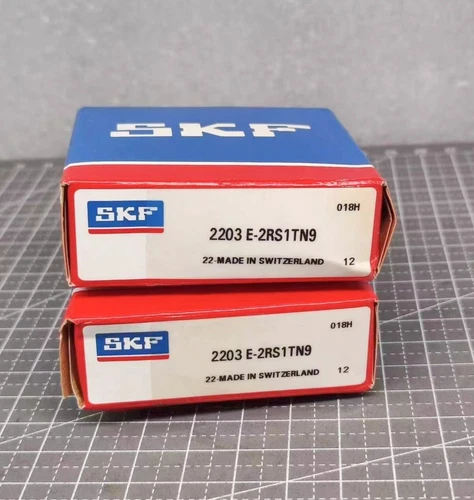 SKF
SKF
018H
2203 E-2RS1TN9
22-MADE IN SWITZERLAND 12
SKF
018H
2203 E-2RS1TN9
22-MADE IN SWITZERLAND 12